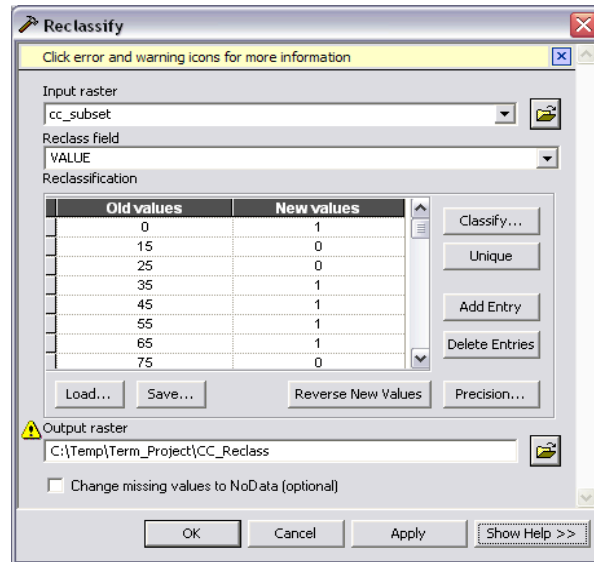 Reclassify
Click error and warning icons for more information
Input raster
cc_subset
Reclass field
VALUE
Reclassification
Old values New values
0 1
15 0
25 0
35 1
45 1
55 1
65 1
75 0
Classify...
Unique
Add Entry
Delete Entries
Load... Save... Reverse New Values Precision...
Output raster
C:\Temp\Term_Project\CC_Reclass
Change missing values to NoData (optional)
OK Cancel Apply Show Help >>